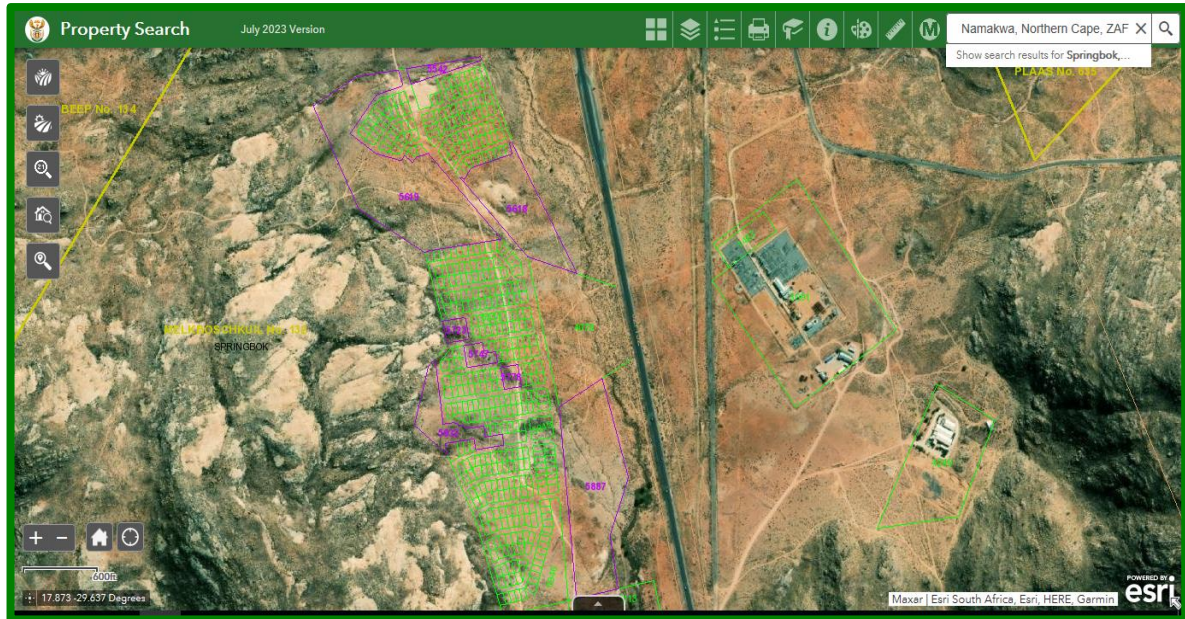 Property Search
July 2023 Version
Namakwa, Northern Cape, ZAF
Show search results for Springbok,...
PLAAS No. 635
BEEP No. 134
5616
5618
MELKBOSCHKUIL No. 132
SPRINGBOK
5747
5887
600ft
17.873 -29.637 Degrees
Maxar | Esri South Africa, Esri, HERE, Garmin
POWERED BY
esri